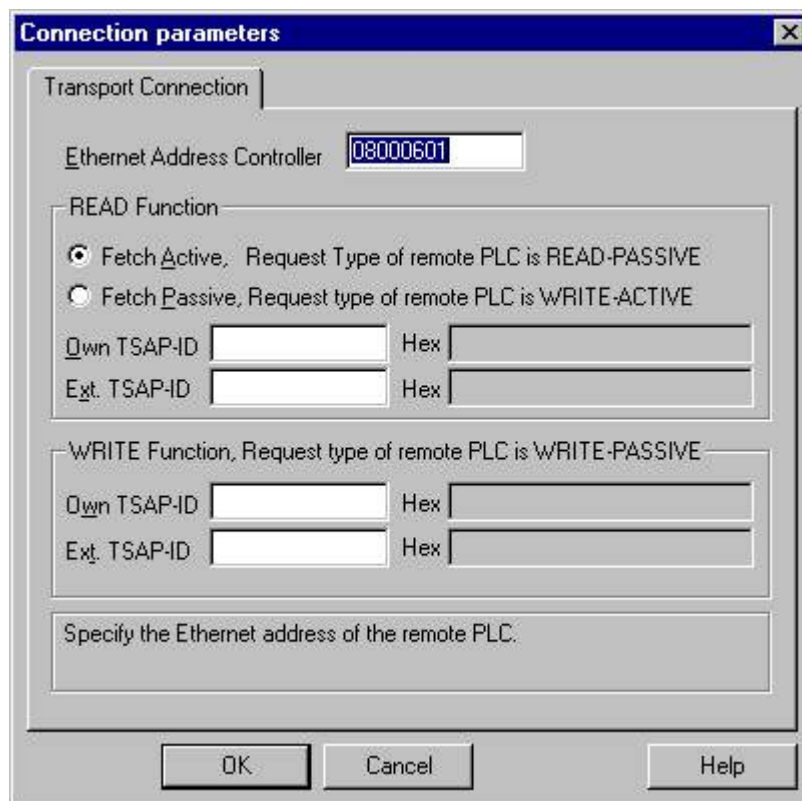 Connection parameters
Transport Connection
Ethernet Address Controller 08000601
READ Function
Fetch Active, Request Type of remote PLC is READ-PASSIVE
Fetch Passive, Request type of remote PLC is WRITE-ACTIVE
Own TSAP-ID Hex
Ext. TSAP-ID Hex
WRITE Function, Request type of remote PLC is WRITE-PASSIVE
Own TSAP-ID Hex
Ext. TSAP-ID Hex
Specify the Ethernet address of the remote PLC.
OK Cancel Help